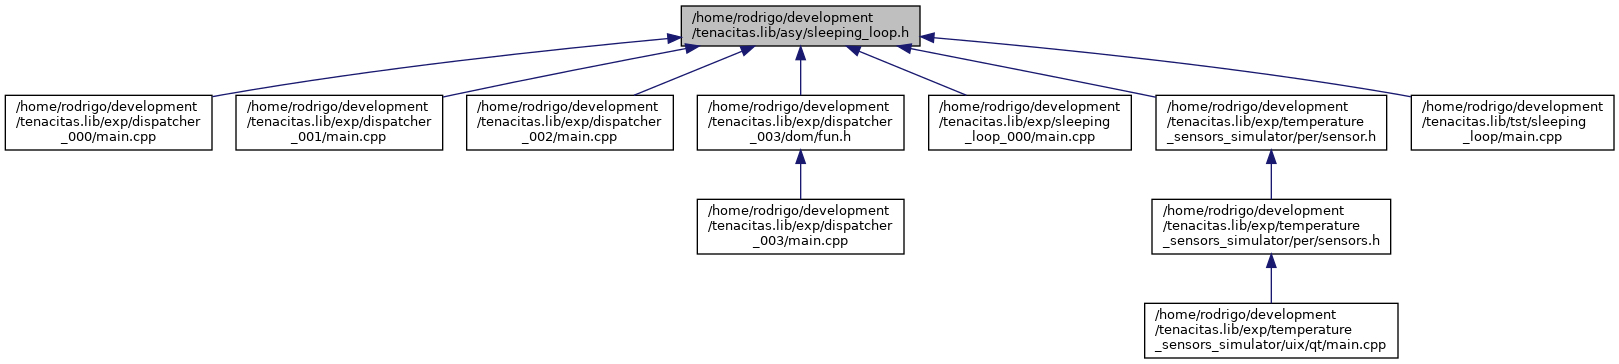 /home/rodrigo/development
/tenacitas.lib/asy/sleeping_loop.h
/home/rodrigo/development
/tenacitas.lib/exp/dispatcher
_000/main.cpp
/home/rodrigo/development
/tenacitas.lib/exp/dispatcher
_001/main.cpp
/home/rodrigo/development
/tenacitas.lib/exp/dispatcher
_002/main.cpp
/home/rodrigo/development
/tenacitas.lib/exp/dispatcher
_003/dom/fun.h
/home/rodrigo/development
/tenacitas.lib/exp/sleeping
_loop_000/main.cpp
/home/rodrigo/development
/tenacitas.lib/exp/temperature
_sensors_simulator/per/sensor.h
/home/rodrigo/development
/tenacitas.lib/tst/sleeping
_loop/main.cpp
/home/rodrigo/development
/tenacitas.lib/exp/dispatcher
_003/main.cpp
/home/rodrigo/development
/tenacitas.lib/exp/temperature
_sensors_simulator/per/sensors.h
/home/rodrigo/development
/tenacitas.lib/exp/temperature
_sensors_simulator/uix/qt/main.cpp